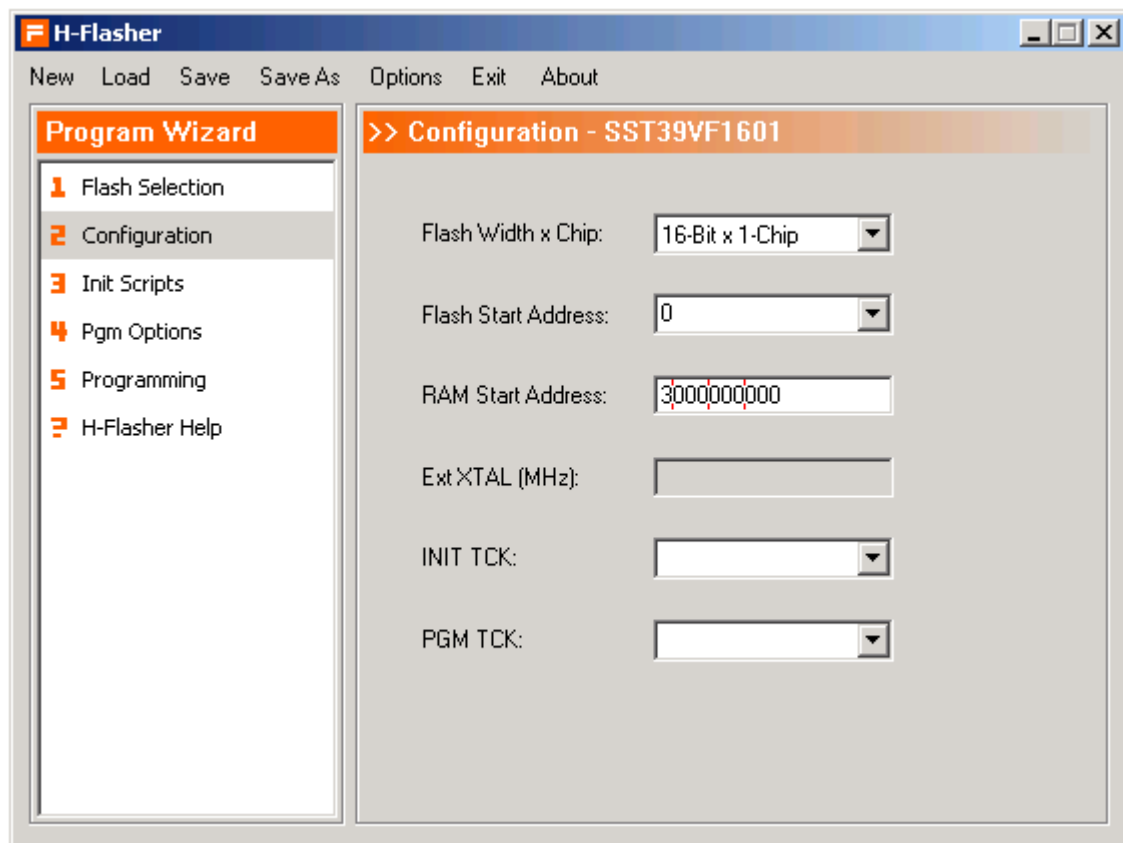 H-Flasher
New Load Save Save As Options Exit About
Program Wizard
1 Flash Selection
2 Configuration
3 Init Scripts
4 Pgm Options
5 Programming
? H-Flasher Help
>> Configuration - SST39VF1601
Flash Width x Chip: 16-Bit x 1-Chip
Flash Start Address: 0
RAM Start Address: 3000000000
Ext XTAL (MHz):
INIT TCK:
PGM TCK: